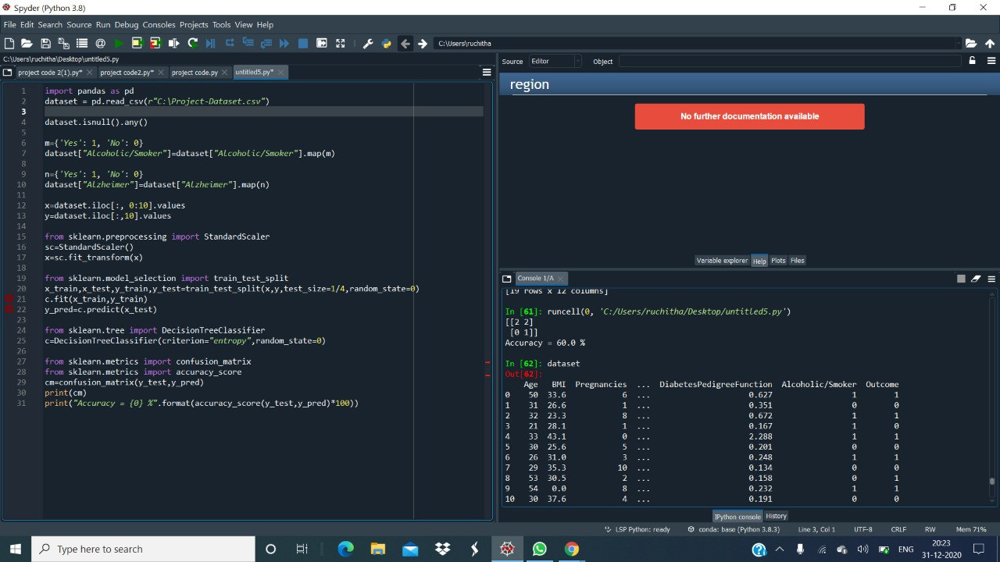 Spyder (Python 3.8)
File Edit Search Source Run Debug Consoles Projects Tools View Help
C:\Users\ruchitha
C:\Users\ruchitha\Desktop\untitled5.py
project code 2(1).py* project code2.py* project code.py untitled5.py*
1 import pandas as pd
2 dataset = pd.read_csv(r"C:\Project-Dataset.csv")
3
4 dataset.isnull().any()
5
6 m={'Yes': 1, 'No': 0}
7 dataset["Alcoholic/Smoker"]=dataset["Alcoholic/Smoker"].map(m)
8
9 n={'Yes': 1, 'No': 0}
10 dataset["Alzheimer"]=dataset["Alzheimer"].map(n)
11
12 x=dataset.iloc[:, 0:10].values
13 y=dataset.iloc[:,10].values
14
15 from sklearn.preprocessing import StandardScaler
16 sc=StandardScaler()
17 x=sc.fit_transform(x)
18
19 from sklearn.model_selection import train_test_split
20 x_train,x_test,y_train,y_test=train_test_split(x,y,test_size=1/4,random_state=0)
21 c.fit(x_train,y_train)
22 y_pred=c.predict(x_test)
23
24 from sklearn.tree import DecisionTreeClassifier
25 c=DecisionTreeClassifier(criterion="entropy",random_state=0)
26
27 from sklearn.metrics import confusion_matrix
28 from sklearn.metrics import accuracy_score
29 cm=confusion_matrix(y_test,y_pred)
30 print(cm)
31 print("Accuracy = {0} %".format(accuracy_score(y_test,y_pred)*100))
Source Editor Object
region
No further documentation available
Variable explorer Help Plots Files
Console 1/A
[19 rows x 12 columns]
In [61]: runcell(0, 'C:/Users/ruchitha/Desktop/untitled5.py')
[[2 2]
[0 1]]
Accuracy = 60.0 %
In [62]: dataset
Out[62]:
Age BMI Pregnancies ... DiabetesPedigreeFunction Alcoholic/Smoker Outcome
0 50 33.6 6 ... 0.627 1 1
1 31 26.6 1 ... 0.351 0 0
2 32 23.3 8 ... 0.672 1 1
3 21 28.1 1 ... 0.167 1 0
4 33 43.1 0 ... 2.288 1 1
5 30 25.6 5 ... 0.201 0 0
6 26 31.0 3 ... 0.248 1 1
7 29 35.3 10 ... 0.134 0 0
8 53 30.5 2 ... 0.158 0 1
9 54 0.0 8 ... 0.232 1 1
10 30 37.6 4 ... 0.191 0 0
IPython console History
LSP Python: ready conda: base (Python 3.8.3) Line 3, Col 1 UTF-8 CRLF RW Mem 71%
Type here to search
ENG
20:23
31-12-2020